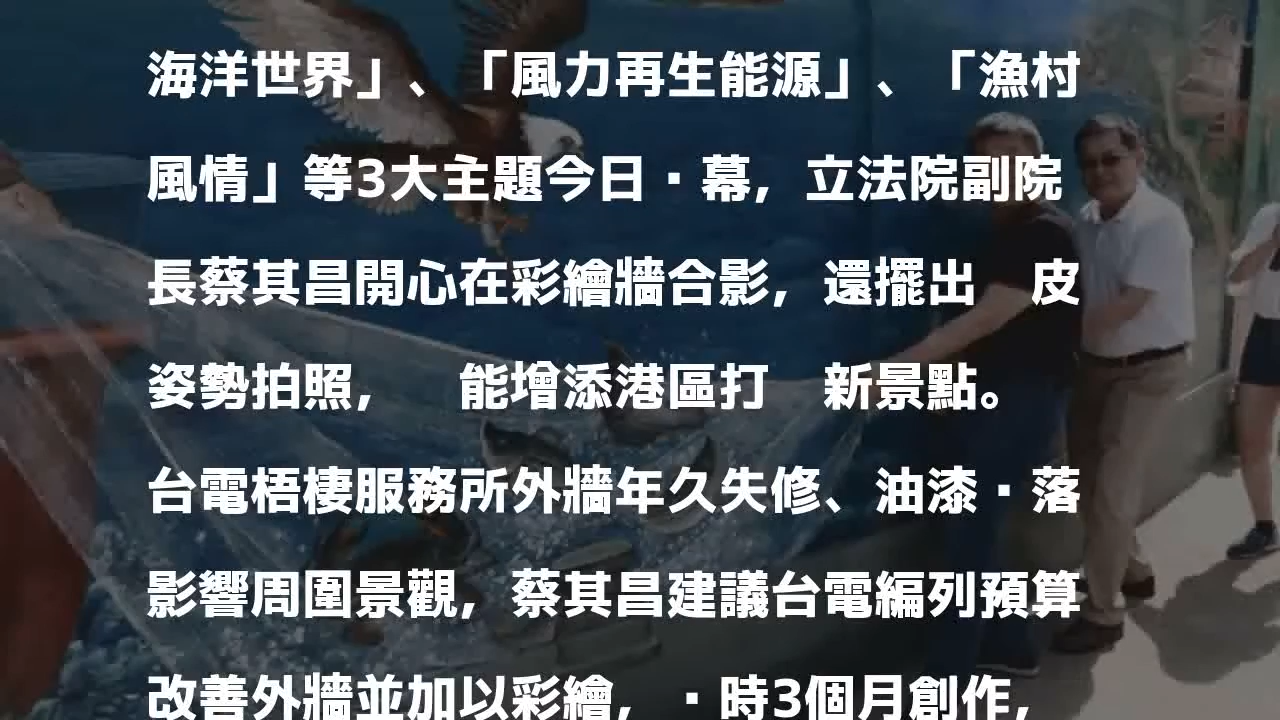 海洋世界」、「風力再生能源」、「漁村
風情」等3大主題今日·幕，立法院副院
長蔡其昌開心在彩繪牆合影，還擺出　皮
姿勢拍照，　能增添港區打　新景點。
台電梧棲服務所外牆年久失修、油漆·落
影響周圍景觀，蔡其昌建議台電編列預算
改善外牆並加以彩繪，·時3個月創作，